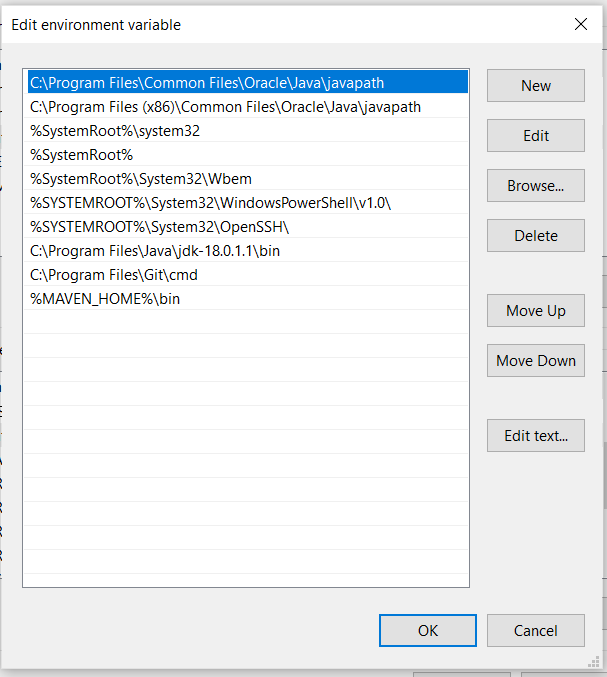 Edit environment variable
C:\Program Files\Common Files\Oracle\Java\javapath
C:\Program Files (x86)\Common Files\Oracle\Java\javapath
%SystemRoot%\system32
%SystemRoot%
%SystemRoot%\System32\Wbem
%SYSTEMROOT%\System32\WindowsPowerShell\v1.0\
%SYSTEMROOT%\System32\OpenSSH\
C:\Program Files\Java\jdk-18.0.1.1\bin
C:\Program Files\Git\cmd
%MAVEN_HOME%\bin
New
Edit
Browse...
Delete
Move Up
Move Down
Edit text...
OK
Cancel